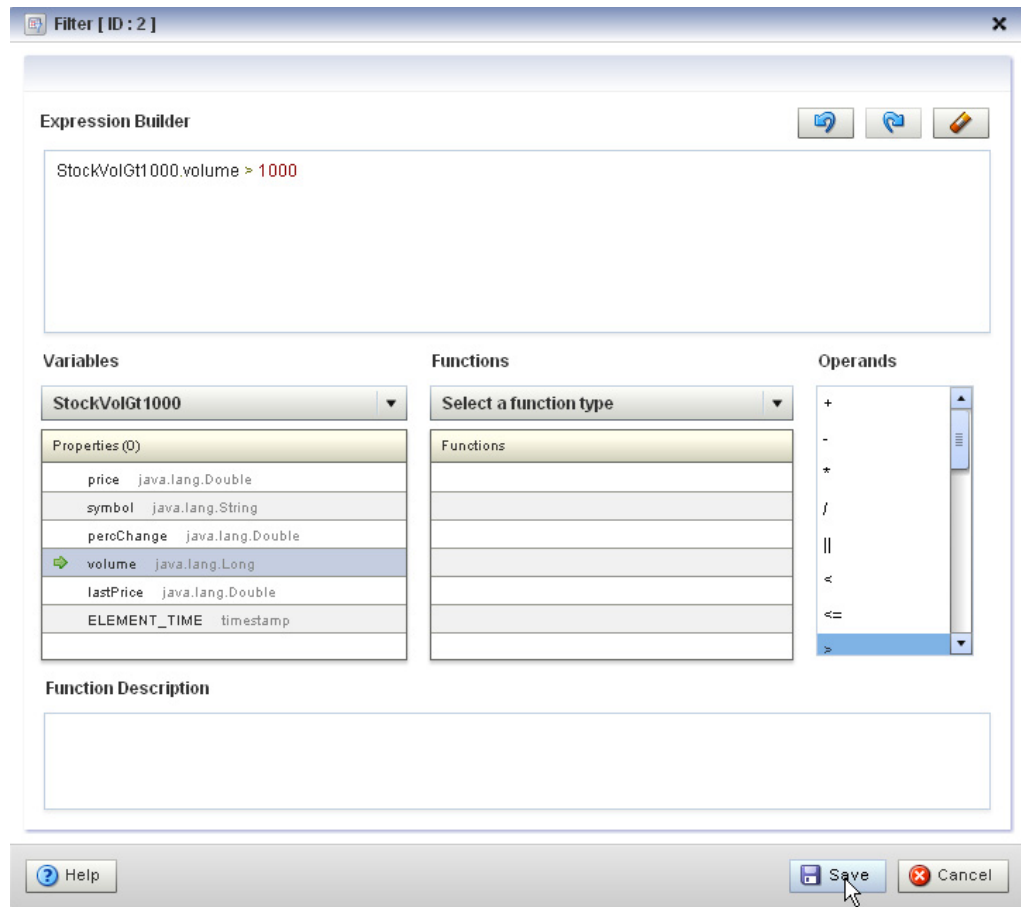 Filter [ ID : 2 ]
Expression Builder
StockVolGt1000.volume > 1000
Variables
Functions
Operands
StockVolGt1000
Select a function type
Properties (0)
Functions
price java.lang.Double
symbol java.lang.String
percChange java.lang.Double
volume java.lang.Long
lastPrice java.lang.Double
ELEMENT_TIME timestamp
+
-
*
/
||
<
<=
>
Function Description
Help
Save
Cancel